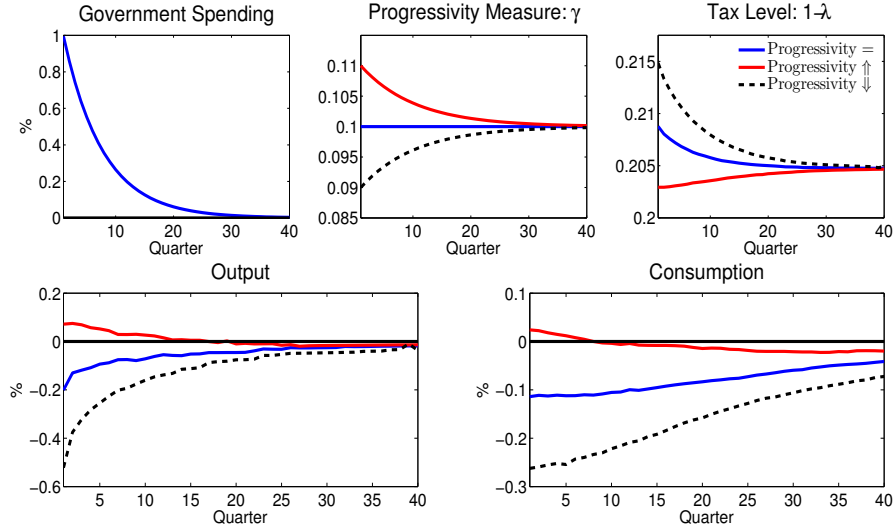 Government Spending
%
1
0.8
0.6
0.4
0.2
0
10 20 30 40
Quarter
Progressivity Measure: γ
0.11
0.105
0.1
0.095
0.09
0.085
10 20 30 40
Quarter
Tax Level: 1−λ
0.215
0.21
0.205
0.2
Progressivity =
Progressivity ⇑
Progressivity ⇓
10 20 30 40
Quarter
Output
%
0.2
0
−0.2
−0.4
−0.6
5 10 15 20 25 30 35 40
Quarter
Consumption
%
0.1
0
−0.1
−0.2
−0.3
5 10 15 20 25 30 35 40
Quarter